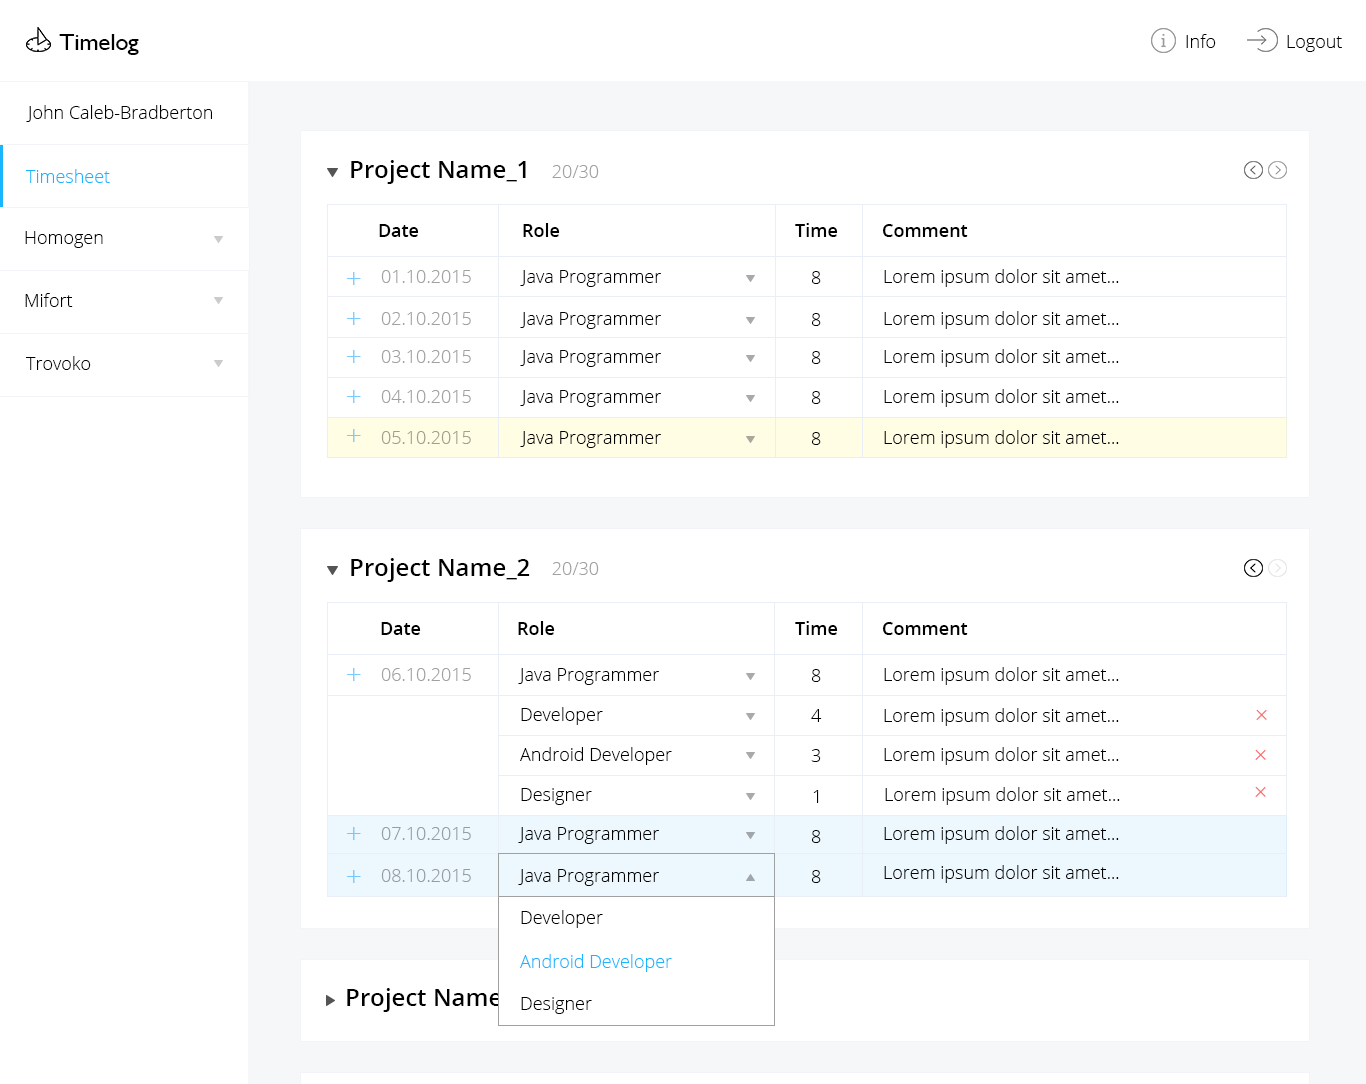 Timelog
Info
Logout
John Caleb-Bradberton
Timesheet
Homogen
Mifort
Trovoko
Project Name_1 20/30
Date Role Time Comment
01.10.2015 Java Programmer 8 Lorem ipsum dolor sit amet...
02.10.2015 Java Programmer 8 Lorem ipsum dolor sit amet...
03.10.2015 Java Programmer 8 Lorem ipsum dolor sit amet...
04.10.2015 Java Programmer 8 Lorem ipsum dolor sit amet...
05.10.2015 Java Programmer 8 Lorem ipsum dolor sit amet...
Project Name_2 20/30
Date Role Time Comment
06.10.2015 Java Programmer 8 Lorem ipsum dolor sit amet...
Developer 4 Lorem ipsum dolor sit amet...
Android Developer 3 Lorem ipsum dolor sit amet...
Designer 1 Lorem ipsum dolor sit amet...
07.10.2015 Java Programmer 8 Lorem ipsum dolor sit amet...
08.10.2015 Java Programmer 8 Lorem ipsum dolor sit amet...
Developer
Android Developer
Designer
Project Name